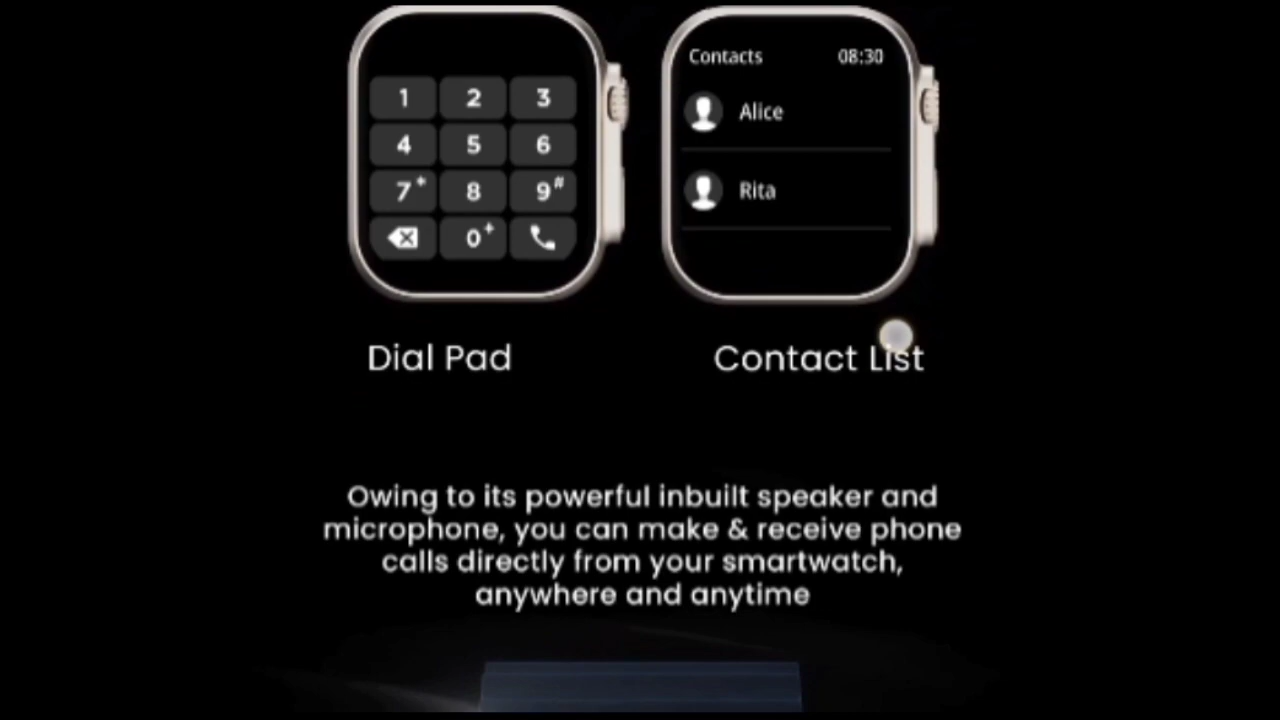 1 2 3
4 5 6
7* 8 9#
0+
Contacts 08:30
Alice
Rita
Dial Pad
Contact List
Owing to its powerful inbuilt speaker and
microphone, you can make & receive phone
calls directly from your smartwatch,
anywhere and anytime